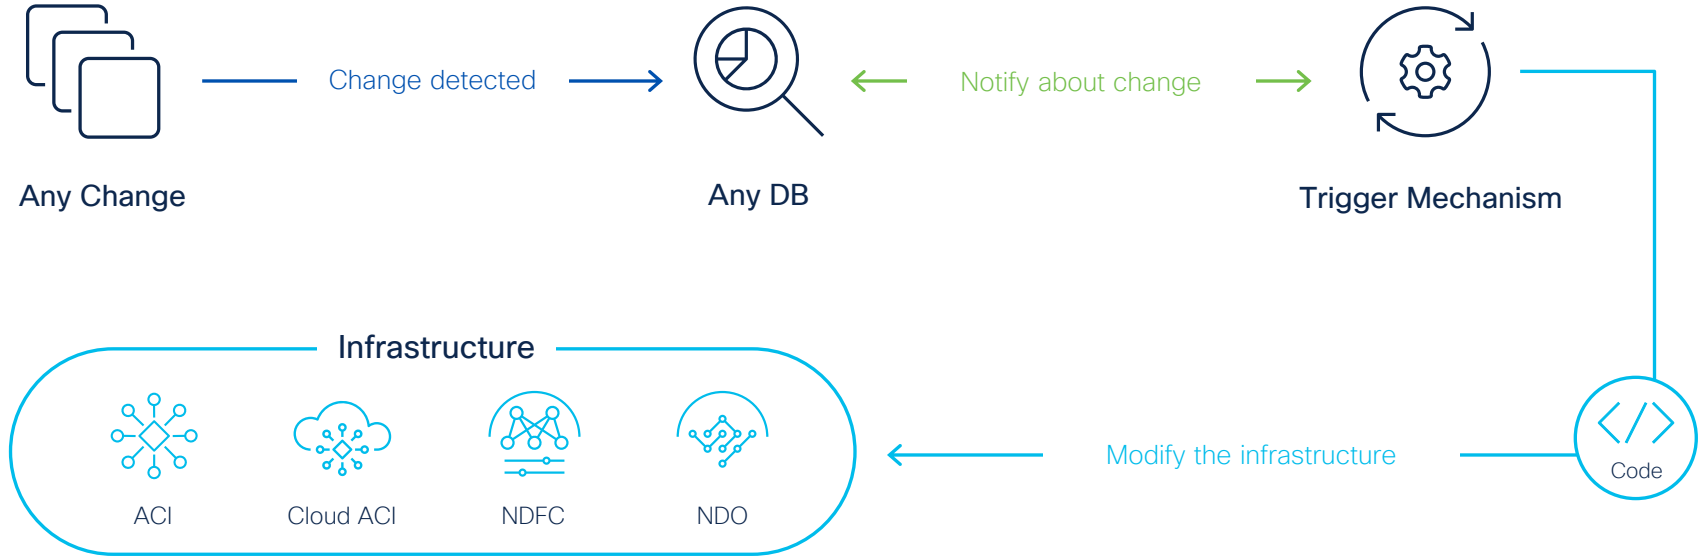 Change detected
Notify about change
Any Change
Any DB
Trigger Mechanism
Infrastructure
Modify the infrastructure
Code
ACI
Cloud ACI
NDFC
NDO